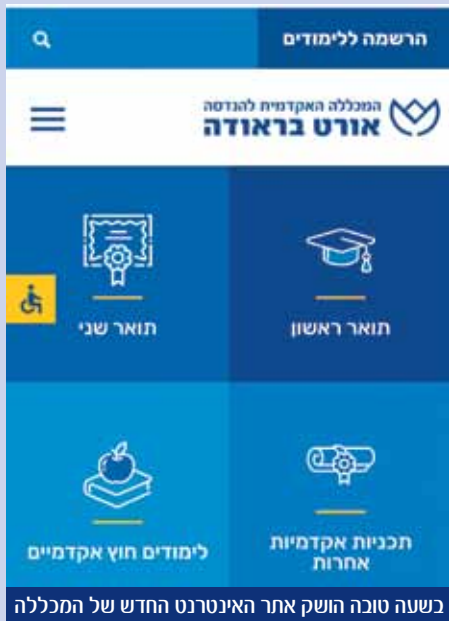 הרשמה ללימודים
המכללה האקדמית להנדסה
אורט בראודה
תואר ראשון
תואר שני
תכניות אקדמיות
אחרות
לימודים חוץ אקדמיים
בשעה טובה הושק אתר האינטרנט החדש של המכללה